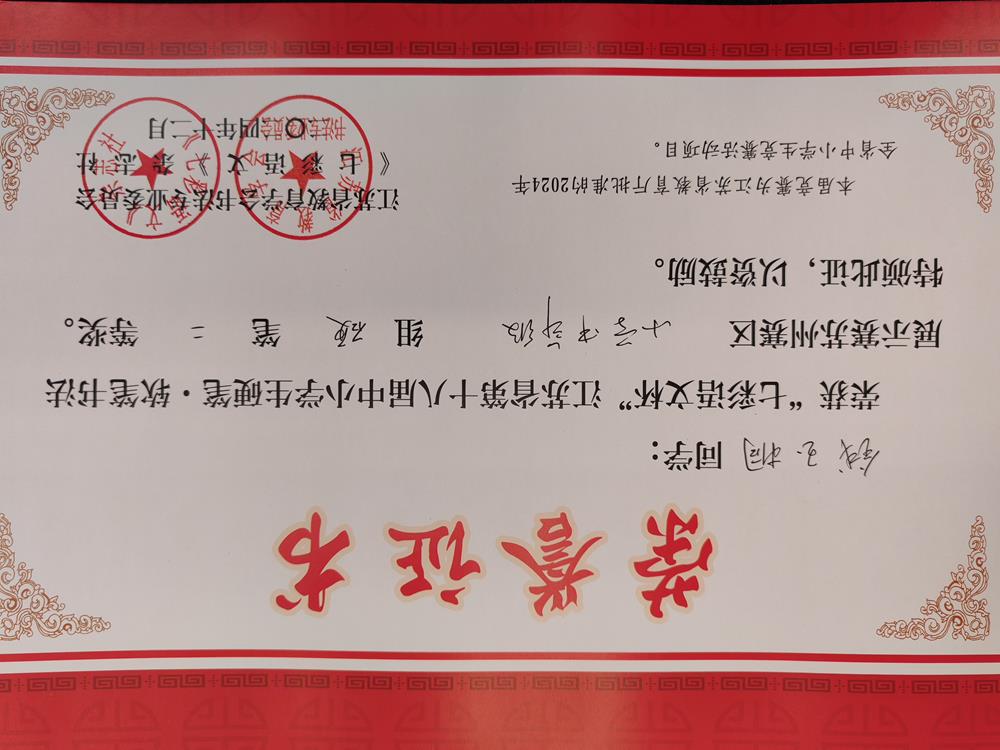 荣誉证书
钱玉桐 同学：
荣获“七彩语文杯”江苏省第十八届中小学生硬笔·软笔书法
展示赛苏州赛区 小学中年级 组 硬 笔 二 等奖。
特颁此证，以资鼓励。
本届竞赛为江苏省教育厅批准的2024年
全省中小学生竞赛活动项目。
江苏省教育学会书法专业委员会
《七彩语文》杂志社
二〇二四年十二月